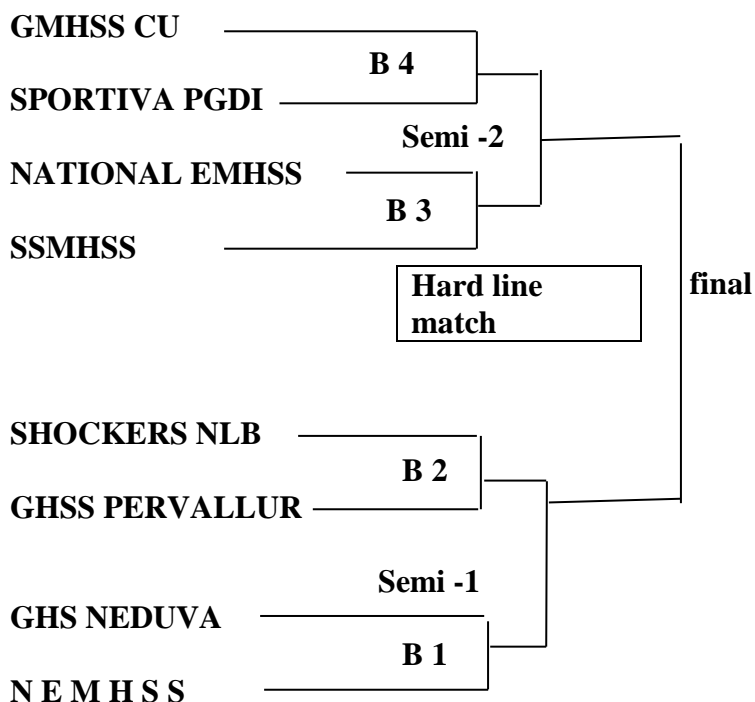 GMHSS CU
B 4
SPORTIVA PGDI
Semi -2
NATIONAL EMHSS
B 3
SSMHSS
Hard line
match
final
SHOCKERS NLB
B 2
GHSS PERVALLUR
Semi -1
GHS NEDUVA
B 1
N E M H S S